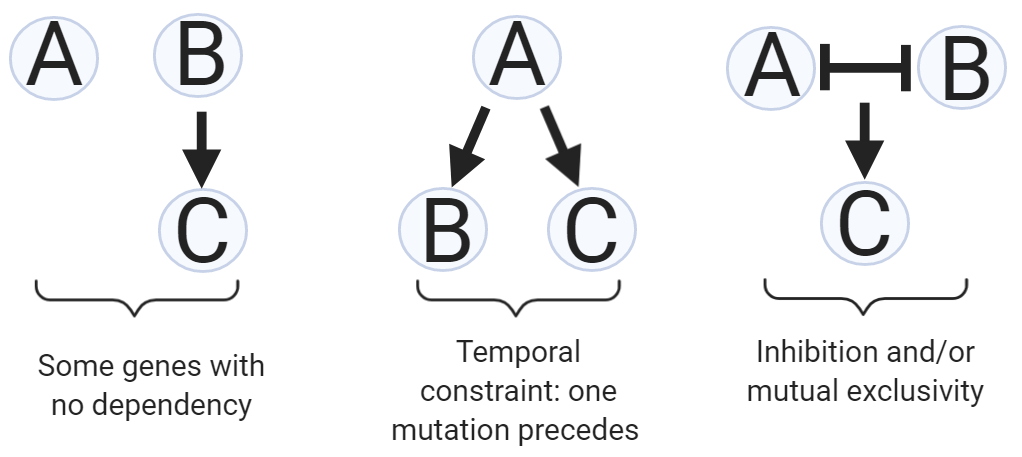 A B
C
Some genes with
no dependency
A
B C
Temporal
constraint: one
mutation precedes
A B
C
Inhibition and/or
mutual exclusivity